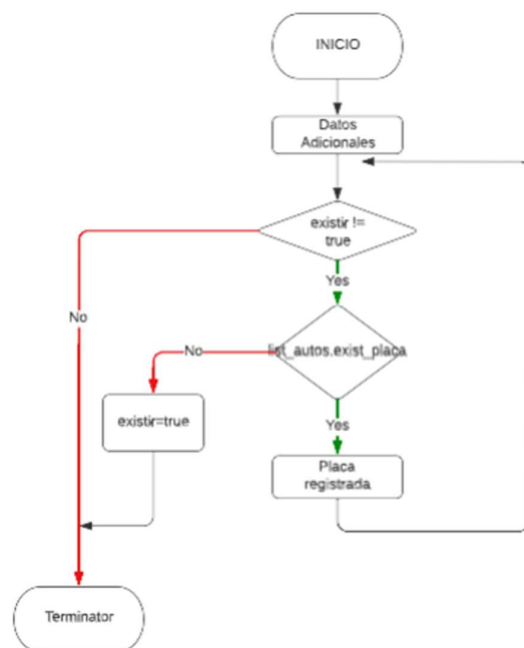 INICIO
Datos
Adicionales
existir !=
true
Yes
No
list_autos.exist_placa
No
existir=true
Yes
Placa
registrada
Terminator